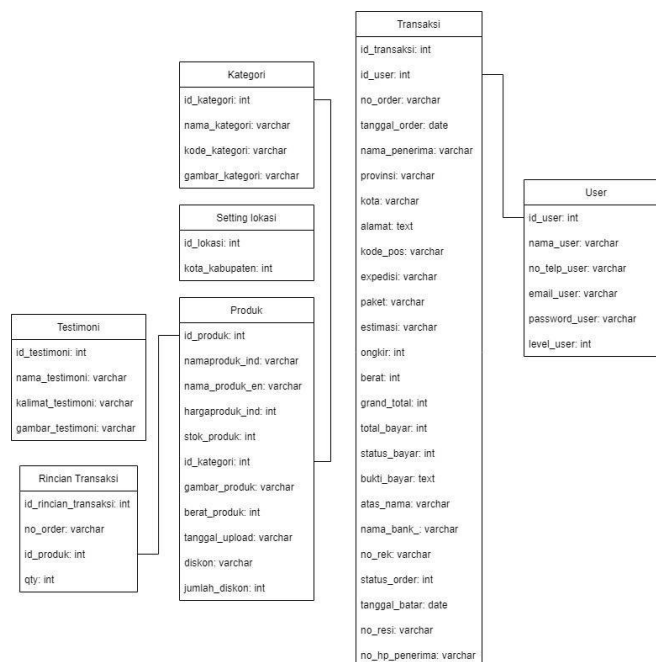 Transaksi
id_transaksi: int
id_user: int
no_order: varchar
tanggal_order: date
nama_penerima: varchar
provinsi: varchar
kota: varchar
alamat: text
kode_pos: varchar
expedisi: varchar
paket: varchar
estimasi: varchar
ongkir: int
berat: int
grand_total: int
total_bayar: int
status_bayar: int
bukti_bayar: text
atas_nama: varchar
nama_bank_: varchar
no_rek: varchar
status_order: int
tanggal_batar: date
no_resi: varchar
no_hp_penerima: varchar
Kategori
id_kategori: int
nama_kategori: varchar
kode_kategori: varchar
gambar_kategori: varchar
Setting lokasi
id_lokasi: int
kota_kabupaten: int
User
id_user: int
nama_user: varchar
no_telp_user: varchar
email_user: varchar
password_user: varchar
level_user: int
Produk
id_produk: int
namaproduk_ind: varchar
nama_produk_en: varchar
hargaproduk_ind: int
stok_produk: int
id_kategori: int
gambar_produk: varchar
berat_produk: int
tanggal_upload: varchar
diskon: varchar
jumlah_diskon: int
Testimoni
id_testimoni: int
nama_testimoni: varchar
kalimat_testimoni: varchar
gambar_testimoni: varchar
Rincian Transaksi
id_rincian_transaksi: int
no_order: varchar
id_produk: int
qty: int